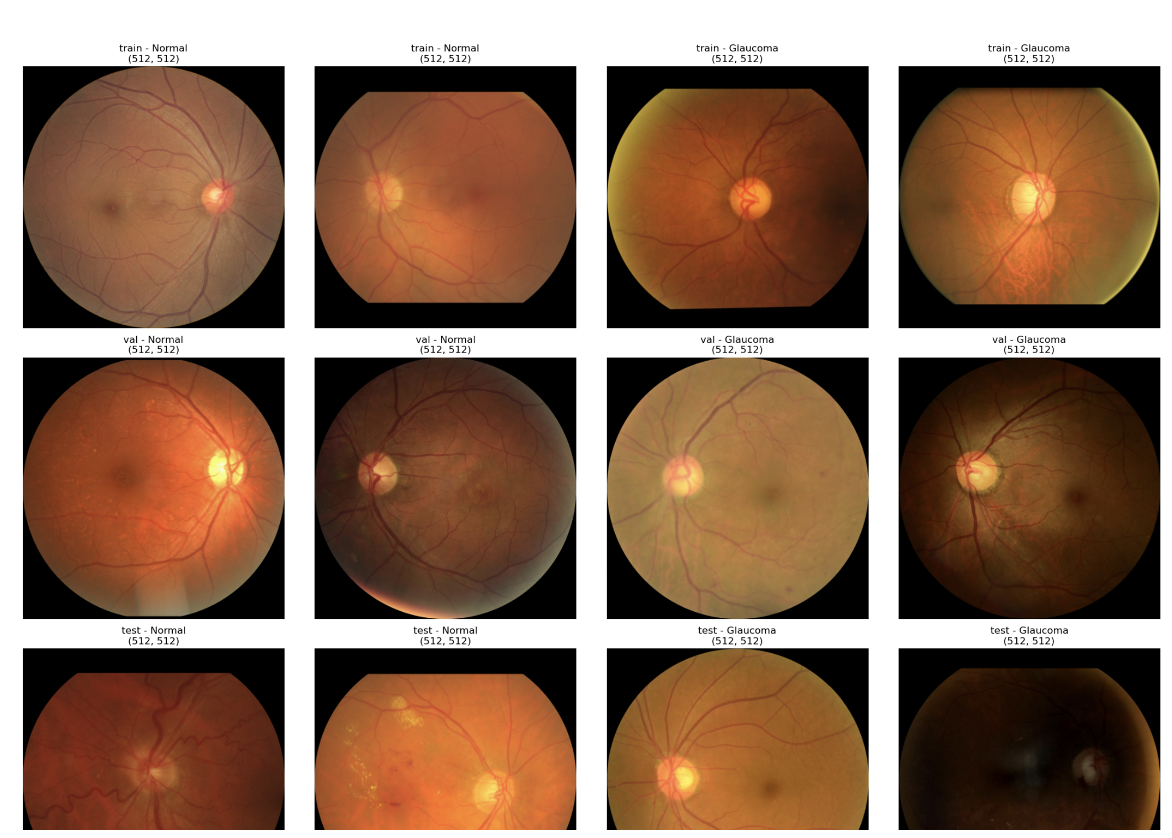 train - Normal
(512, 512)
train - Normal
(512, 512)
train - Glaucoma
(512, 512)
train - Glaucoma
(512, 512)
val - Normal
(512, 512)
val - Normal
(512, 512)
val - Glaucoma
(512, 512)
val - Glaucoma
(512, 512)
test - Normal
(512, 512)
test - Normal
(512, 512)
test - Glaucoma
(512, 512)
test - Glaucoma
(512, 512)